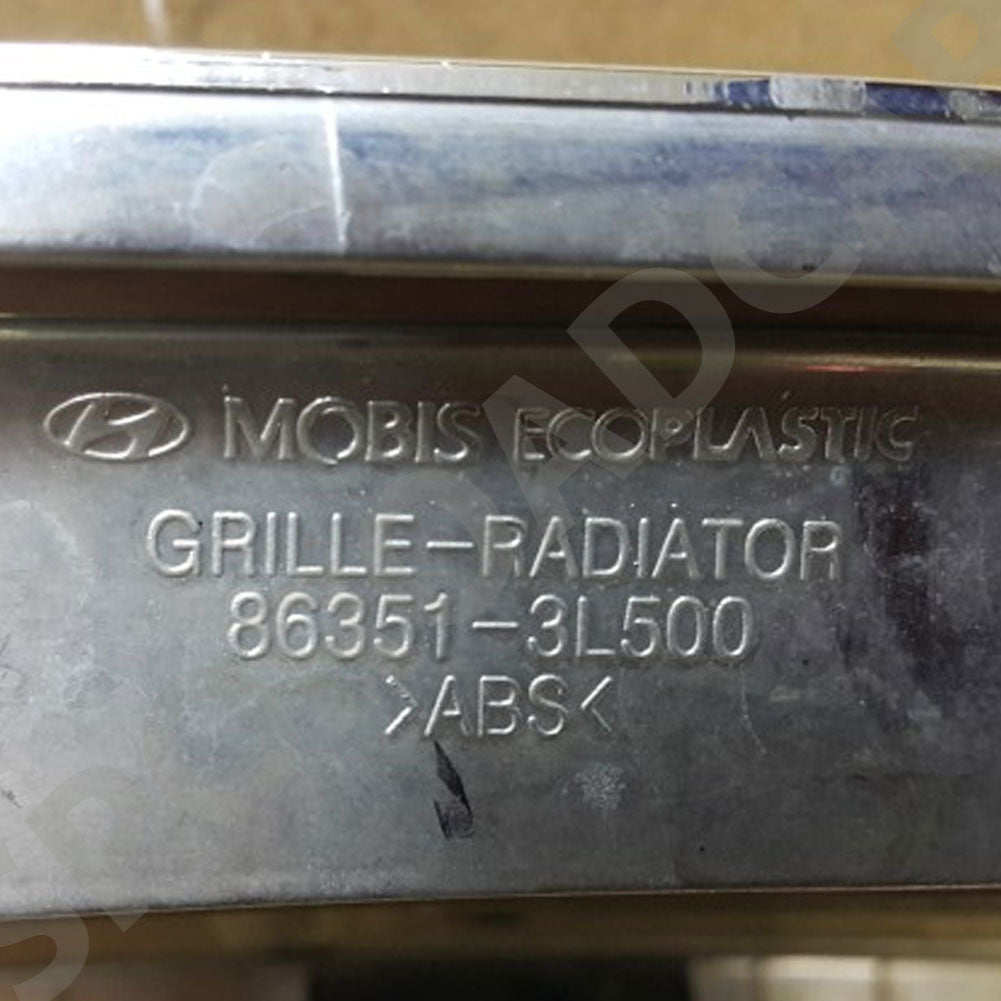 MOBIS ECOPLASTIC
GRILLE-RADIATOR
86351-3L500
>ABS<